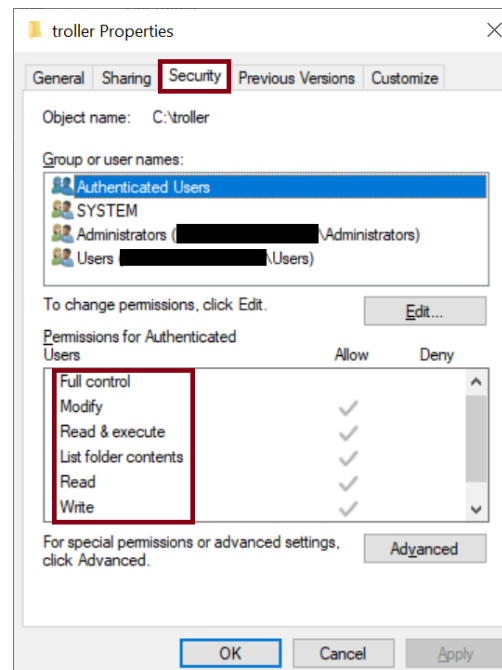 troller Properties
General Sharing Security Previous Versions Customize
Object name: C:\troller
Group or user names:
Authenticated Users
SYSTEM
Administrators ( \Administrators)
Users ( \Users)
To change permissions, click Edit.
Edit...
Permissions for Authenticated
Users Allow Deny
Full control
Modify
Read & execute
List folder contents
Read
Write
For special permissions or advanced settings,
click Advanced.
Advanced
OK Cancel Apply